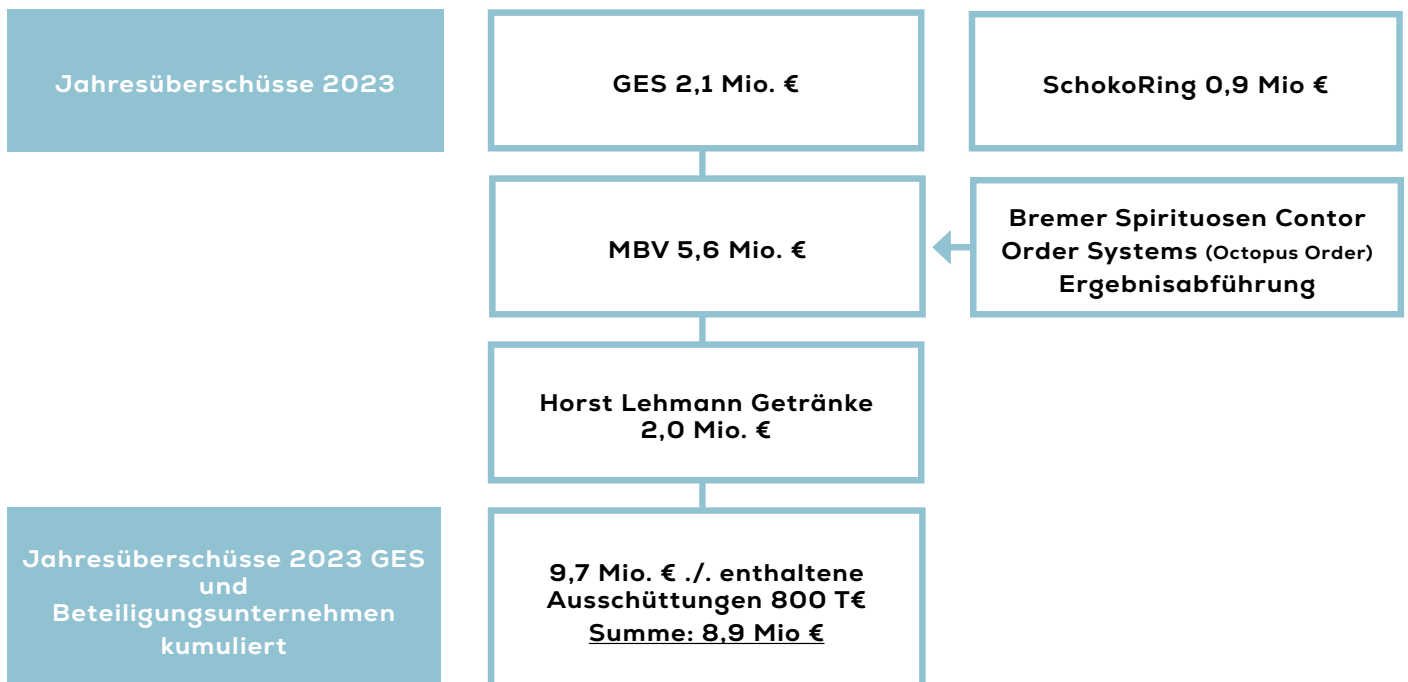 Jahresüberschüsse 2023
GES 2,1 Mio. €
SchokoRing 0,9 Mio €
MBV 5,6 Mio. €
Bremer Spirituosen Contor
Order Systems (Octopus Order)
Ergebnisabführung
Horst Lehmann Getränke
2,0 Mio. €
Jahresüberschüsse 2023 GES
und
Beteiligungsunternehmen
kumuliert
9,7 Mio. € ./. enthaltene
Ausschüttungen 800 T€
Summe: 8,9 Mio €